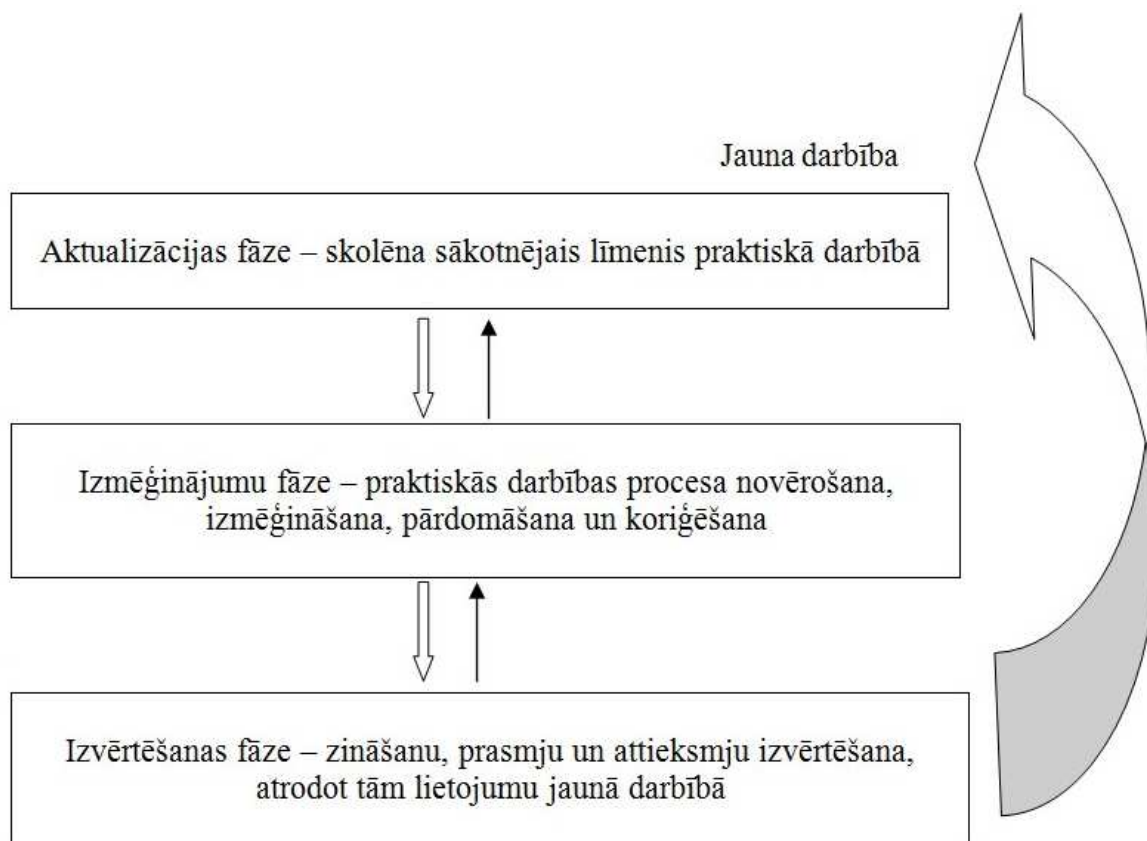 Jauna darbība
Aktualizācijas fāze – skolēna sākotnējais līmenis praktiskā darbībā
Izmēģinājumu fāze – praktiskās darbības procesa novērošana,
izmēģināšana, pārdomāšana un koriģēšana
Izvērtēšanas fāze – zināšanu, prasmju un attieksmju izvērtēšana,
atrodot tām lietojumu jaunā darbībā